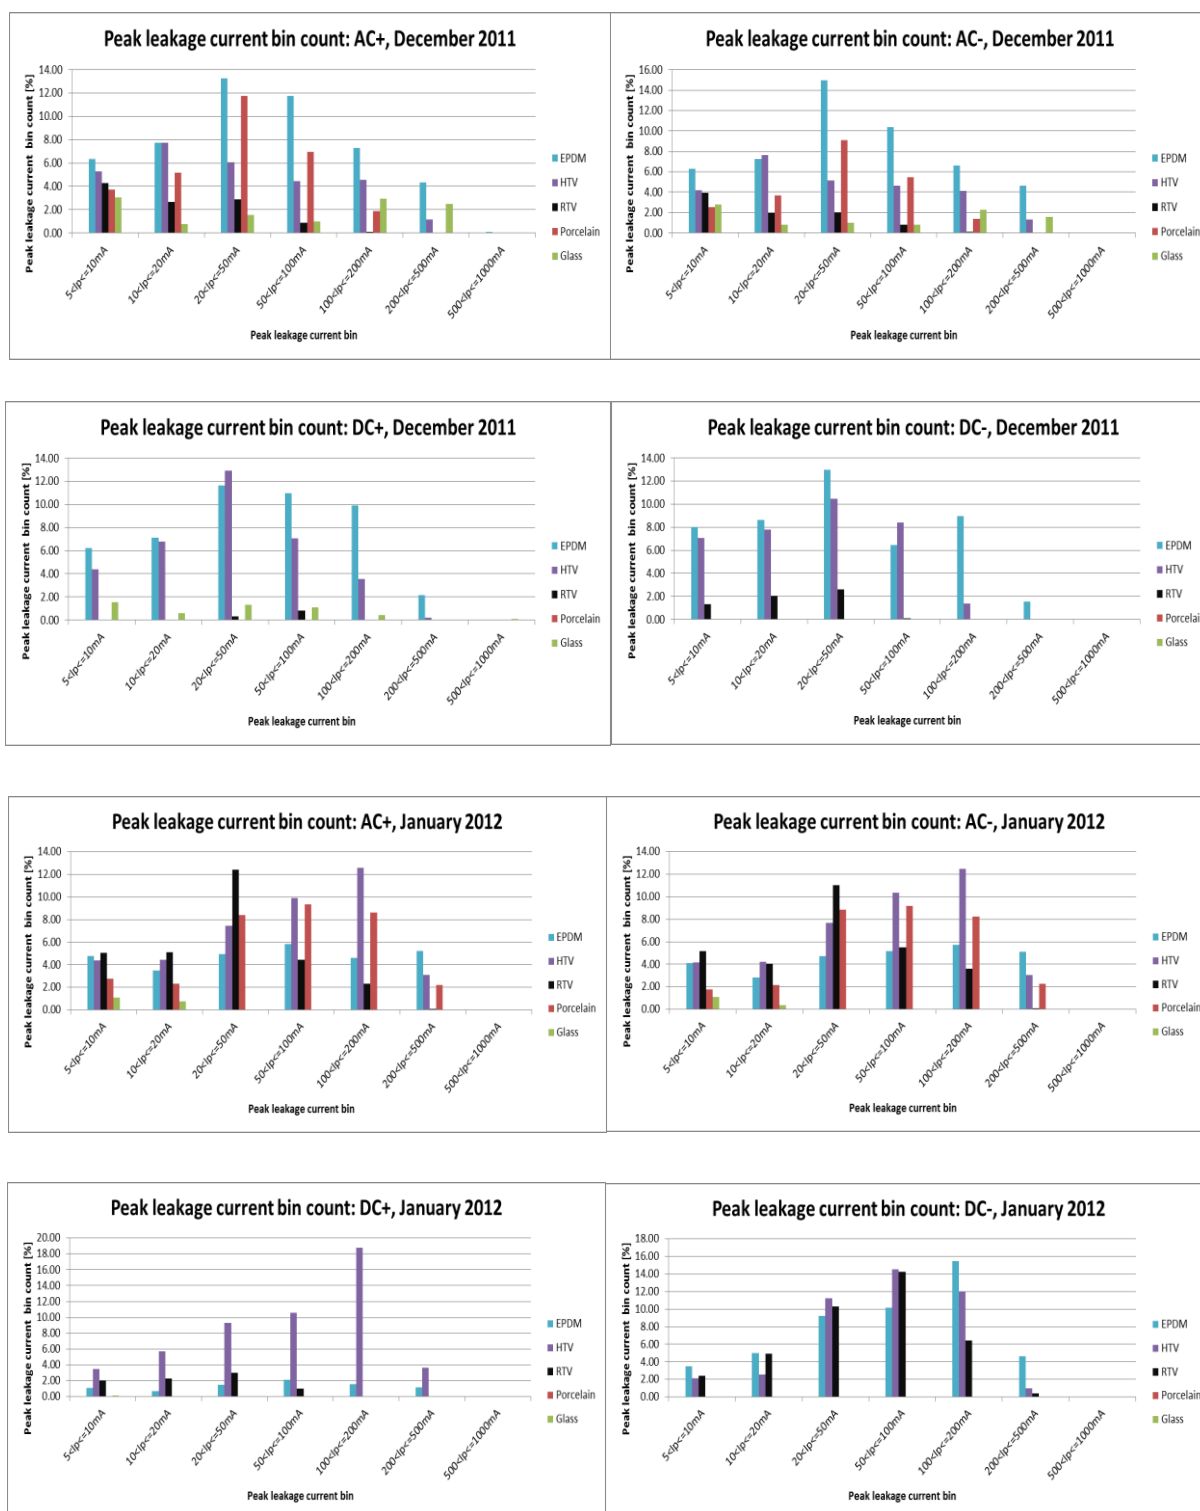 Peak leakage current bin count: AC+, December 2011
Peak leakage current bin count [%]
14.00
12.00
10.00
8.00
6.00
4.00
2.00
0.00
5<Ip<=10mA
10<Ip<=20mA
20<Ip<=50mA
50<Ip<=100mA
100<Ip<=200mA
200<Ip<=500mA
500<Ip<=1000mA
Peak leakage current bin
EPDM
HTV
RTV
Porcelain
Glass
Peak leakage current bin count: AC-, December 2011
Peak leakage current bin count [%]
16.00
14.00
12.00
10.00
8.00
6.00
4.00
2.00
0.00
5<Ip<=10mA
10<Ip<=20mA
20<Ip<=50mA
50<Ip<=100mA
100<Ip<=200mA
200<Ip<=500mA
500<Ip<=1000mA
Peak leakage current bin
EPDM
HTV
RTV
Porcelain
Glass
Peak leakage current bin count: DC+, December 2011
Peak leakage current bin count [%]
14.00
12.00
10.00
8.00
6.00
4.00
2.00
0.00
5<Ip<=10mA
10<Ip<=20mA
20<Ip<=50mA
50<Ip<=100mA
100<Ip<=200mA
200<Ip<=500mA
500<Ip<=1000mA
Peak leakage current bin
EPDM
HTV
RTV
Porcelain
Glass
Peak leakage current bin count: DC-, December 2011
Peak leakage current bin count [%]
14.00
12.00
10.00
8.00
6.00
4.00
2.00
0.00
5<Ip<=10mA
10<Ip<=20mA
20<Ip<=50mA
50<Ip<=100mA
100<Ip<=200mA
200<Ip<=500mA
500<Ip<=1000mA
Peak leakage current bin
EPDM
HTV
RTV
Porcelain
Glass
Peak leakage current bin count: AC+, January 2012
Peak leakage current bin count [%]
14.00
12.00
10.00
8.00
6.00
4.00
2.00
0.00
5<Ip<=10mA
10<Ip<=20mA
20<Ip<=50mA
50<Ip<=100mA
100<Ip<=200mA
200<Ip<=500mA
500<Ip<=1000mA
Peak leakage current bin
EPDM
HTV
RTV
Porcelain
Glass
Peak leakage current bin count: AC-, January 2012
Peak leakage current bin count [%]
14.00
12.00
10.00
8.00
6.00
4.00
2.00
0.00
5<Ip<=10mA
10<Ip<=20mA
20<Ip<=50mA
50<Ip<=100mA
100<Ip<=200mA
200<Ip<=500mA
500<Ip<=1000mA
Peak leakage current bin
EPDM
HTV
RTV
Porcelain
Glass
Peak leakage current bin count: DC+, January 2012
Peak leakage current bin count [%]
20.00
18.00
16.00
14.00
12.00
10.00
8.00
6.00
4.00
2.00
0.00
5<Ip<=10mA
10<Ip<=20mA
20<Ip<=50mA
50<Ip<=100mA
100<Ip<=200mA
200<Ip<=500mA
500<Ip<=1000mA
Peak leakage current bin
EPDM
HTV
RTV
Porcelain
Glass
Peak leakage current bin count: DC-, January 2012
Peak leakage current bin count [%]
18.00
16.00
14.00
12.00
10.00
8.00
6.00
4.00
2.00
0.00
5<Ip<=10mA
10<Ip<=20mA
20<Ip<=50mA
50<Ip<=100mA
100<Ip<=200mA
200<Ip<=500mA
500<Ip<=1000mA
Peak leakage current bin
EPDM
HTV
RTV
Porcelain
Glass